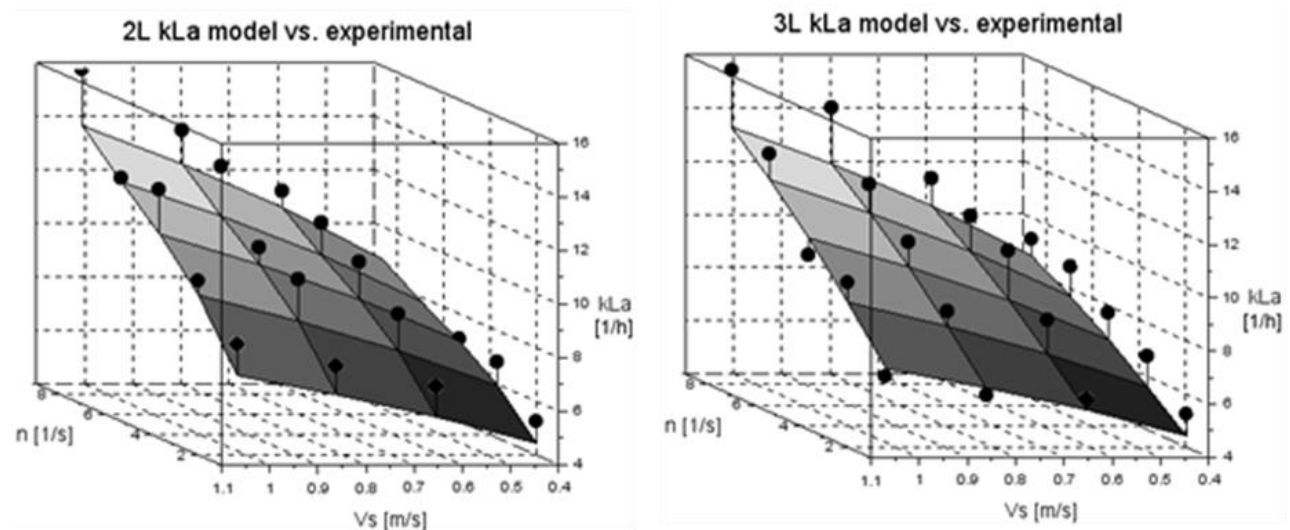 2L kLa model vs. experimental
16
14
12
10
kLa
[1/h]
8
6
4
8
6
4
2
n [1/s]
1.1 1 0.9 0.8 0.7 0.6 0.5 0.4
Vs [m/s]
3L kLa model vs. experimental
16
14
12
10
kLa
[1/h]
8
6
4
8
6
4
2
n [1/s]
1.1 1 0.9 0.8 0.7 0.6 0.5 0.4
Vs [m/s]